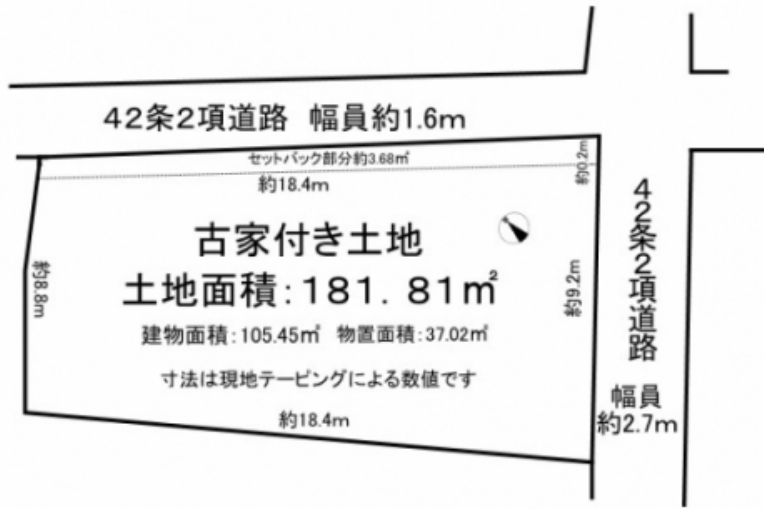 42条2項道路 幅員約1.6m
セットバック部分約3.68㎡
約0.2m
約18.4m
古家付き土地
土地面積:181.81㎡
建物面積:105.45㎡ 物置面積:37.02㎡
寸法は現地テーピングによる数値です
約8.8m
約9.2m
約18.4m
42条2項道路
幅員
約2.7m